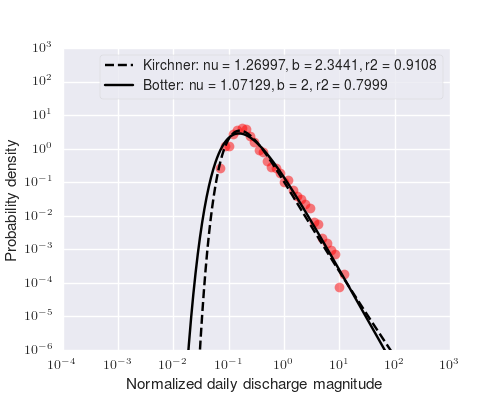 10^3
10^2
10^1
10^0
10^−1
10^−2
10^−3
10^−4
10^−5
10^−6
Probability density
Kirchner: nu = 1.26997, b = 2.3441, r2 = 0.9108
Botter: nu = 1.07129, b = 2, r2 = 0.7999
10^−4 10^−3 10^−2 10^−1 10^0 10^1 10^2 10^3
Normalized daily discharge magnitude